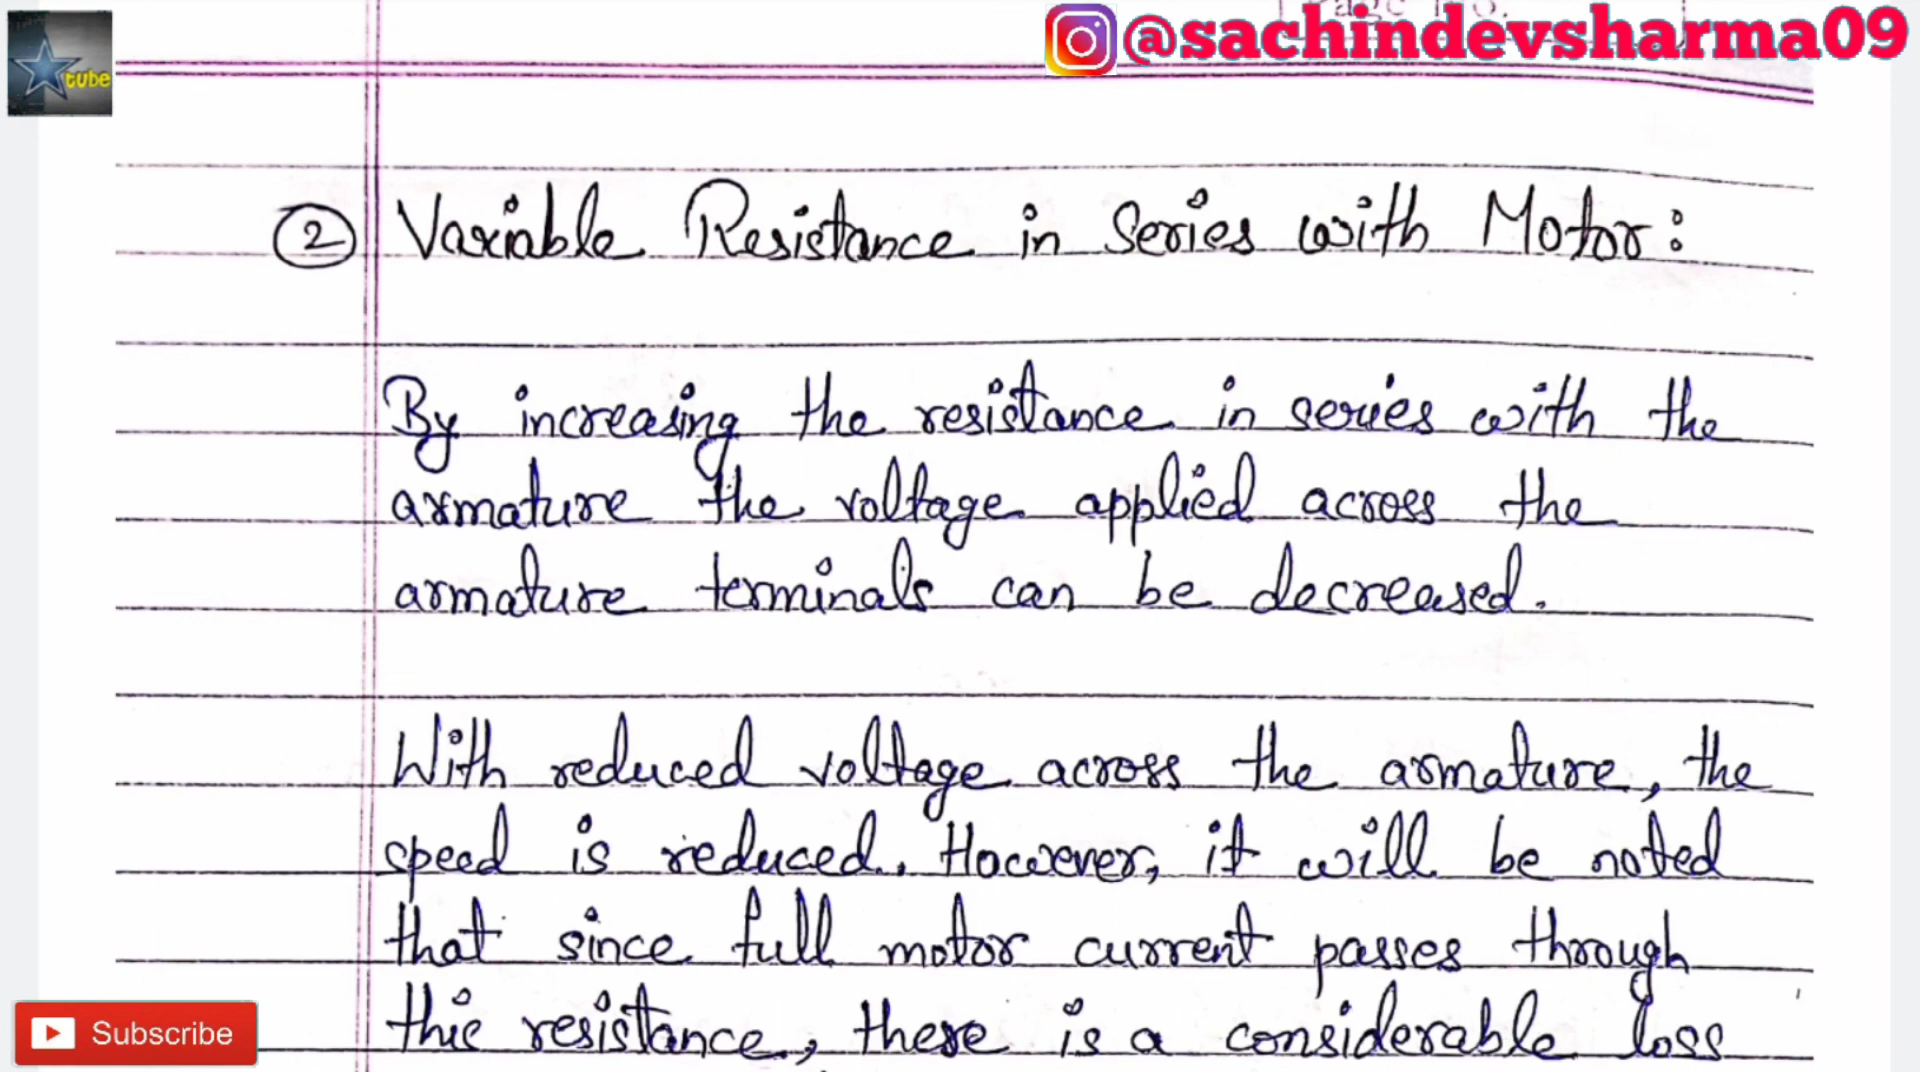 Page No.
@sachindevsharma09
tube
② Variable Resistance in Series with Motor:
By increasing the resistance in series with the
armature the voltage applied across the
armature terminals can be decreased.
With reduced voltage across the armature, the
speed is reduced. However, it will be noted
that since full motor current passes through
this resistance, there is a considerable loss
Subscribe